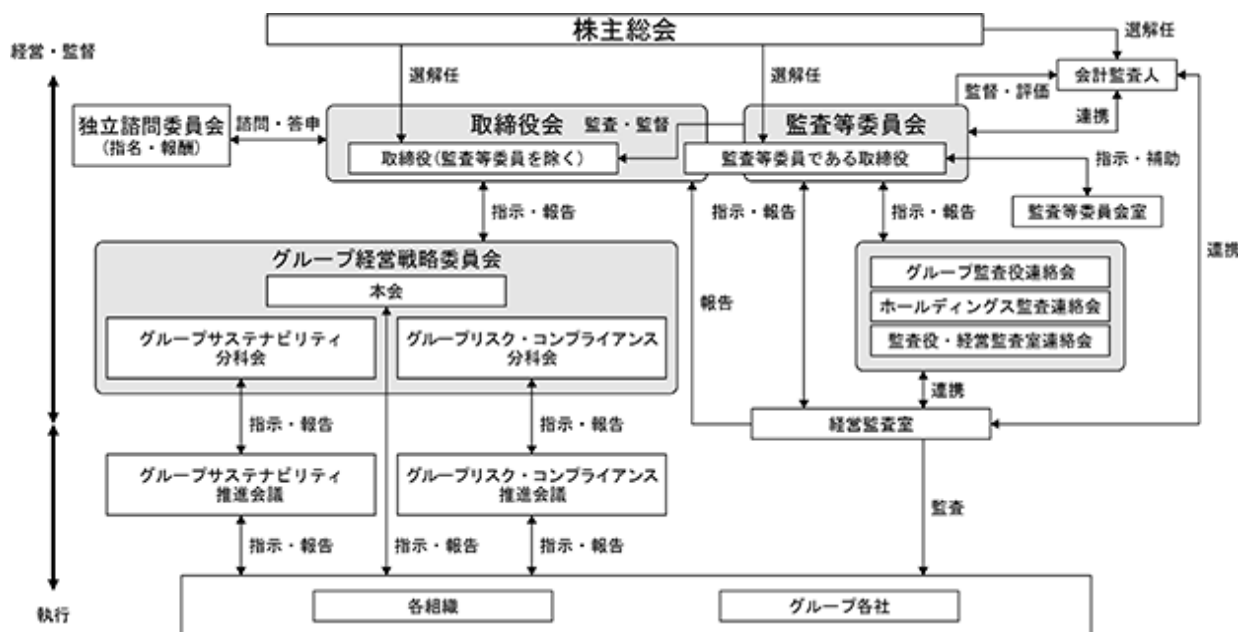 株主総会
経営・監督
選解任
選解任
選解任
会計監査人
監督・評価
連携
独立諮問委員会
(指名・報酬)
諮問・答申
取締役会
監査・監督
監査等委員会
取締役(監査等委員を除く)
監査等委員である取締役
指示・補助
監査等委員会室
指示・報告
指示・報告
指示・報告
連携
グループ経営戦略委員会
本会
報告
グループ監査役連絡会
ホールディングス監査連絡会
監査役・経営監査室連絡会
グループサステナビリティ
分科会
グループリスク・コンプライアンス
分科会
連携
指示・報告
指示・報告
経営監査室
グループサステナビリティ
推進会議
グループリスク・コンプライアンス
推進会議
監査
指示・報告
指示・報告
指示・報告
執行
各組織
グループ各社